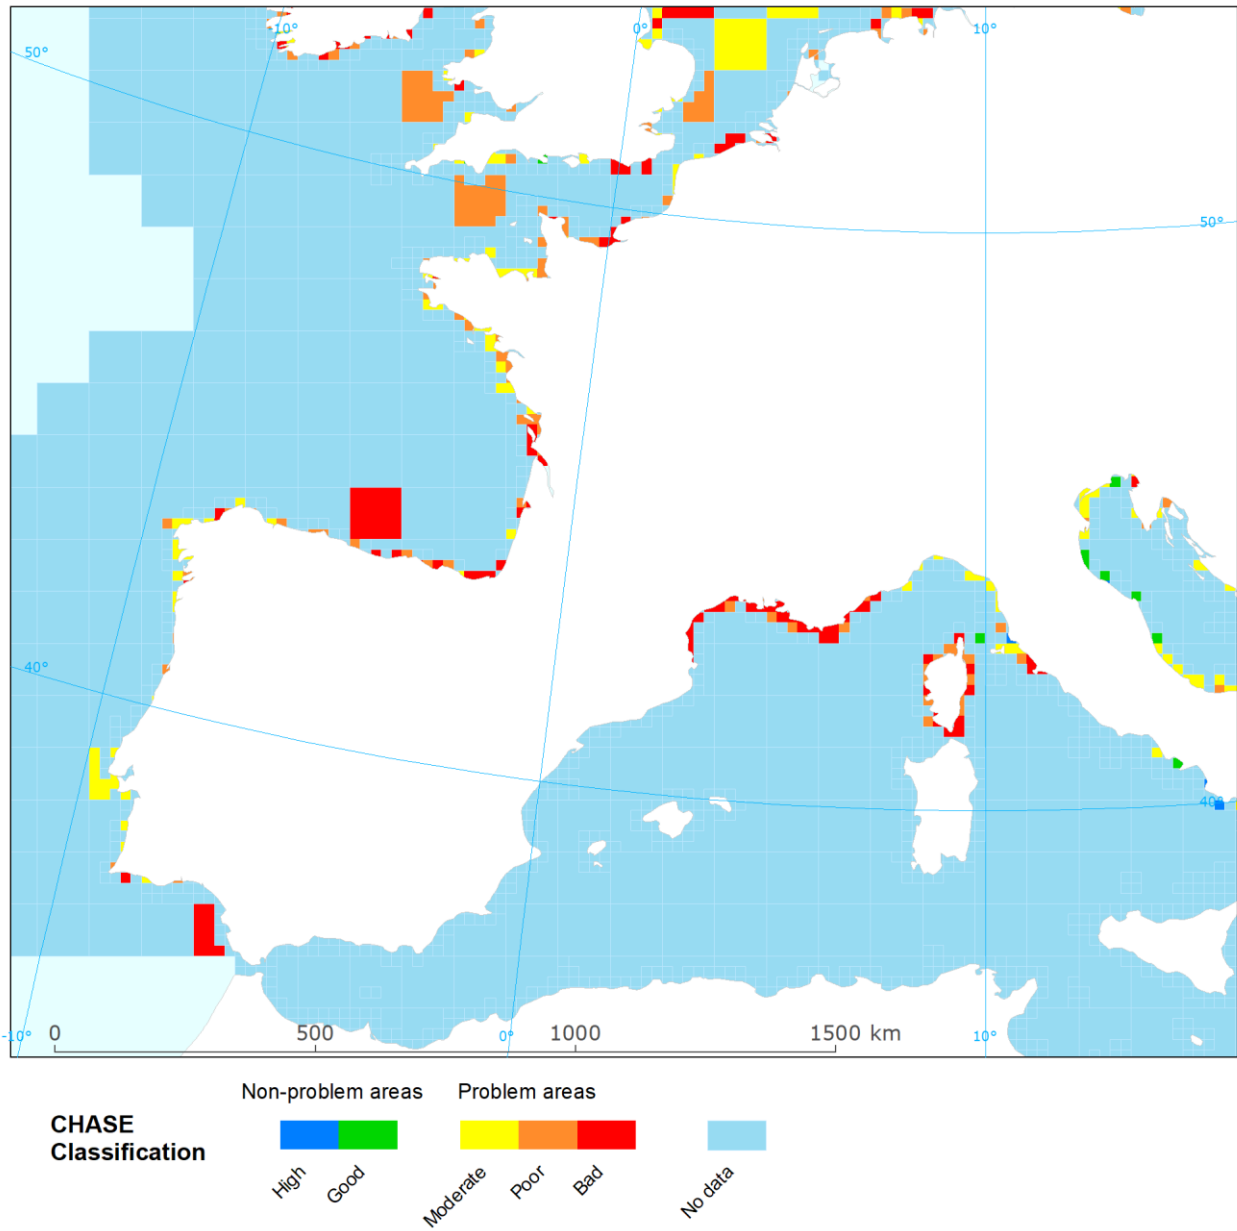 -10° 0° 10°
50°
50°
40°
40°
-10° 0 500 0° 1000 1500 km 10°
Non-problem areas Problem areas
CHASE
Classification
High Good Moderate Poor Bad No data